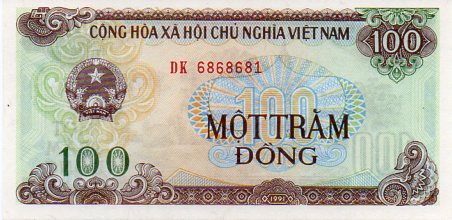 CỘNG HÒA XÃ HỘI CHỦ NGHĨA VIỆT NAM
100
DK 6868681
100
MỘT TRĂM
ĐỒNG
100
1991